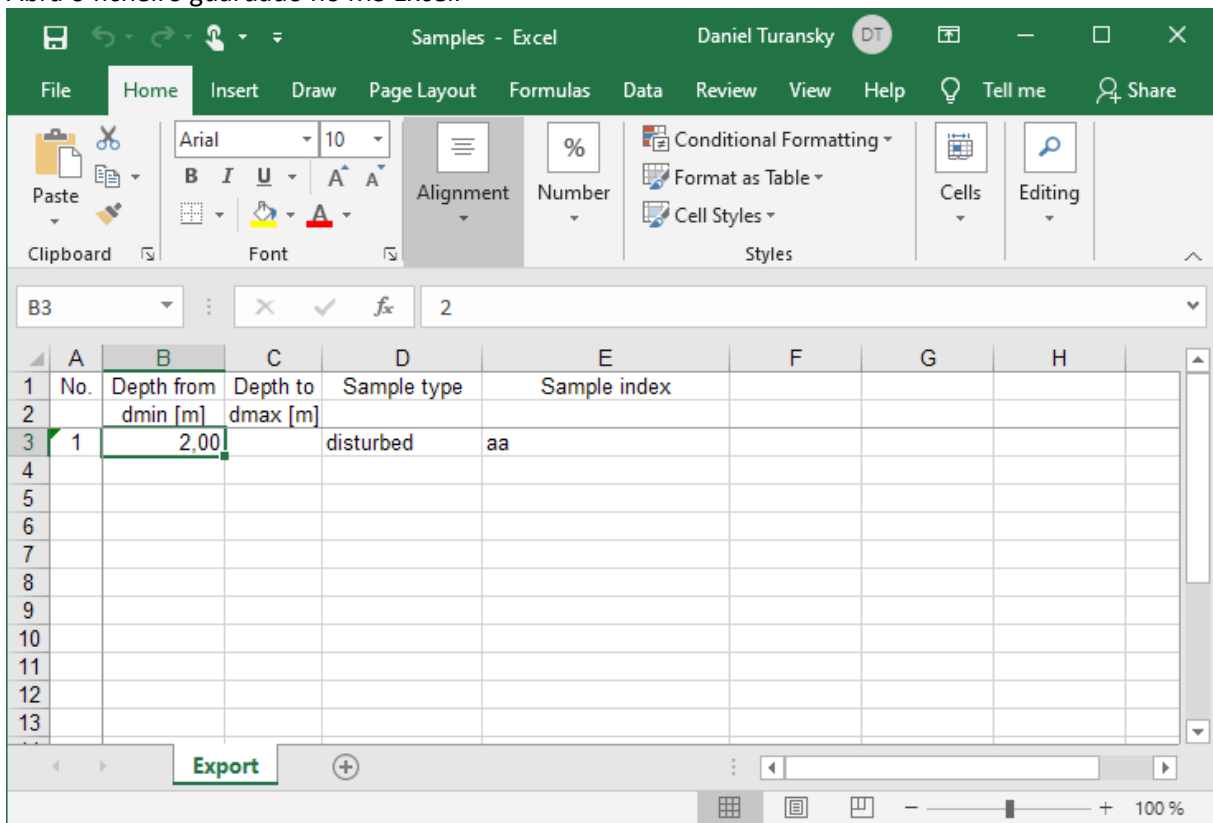 Abra o ficheiro guardado no MS Excel.
Samples - Excel Daniel Turansky DT
File Home Insert Draw Page Layout Formulas Data Review View Help Tell me Share
Paste
Clipboard
Arial 10
B I U A A
A
Font
Alignment
%
Number
Conditional Formatting
Format as Table
Cell Styles
Styles
Cells
Editing
B3 fx 2
A B C D E F G H
1 No. Depth from Depth to Sample type Sample index
2 dmin [m] dmax [m]
3 1 2,00 disturbed aa
4
5
6
7
8
9
10
11
12
13
Export
100 %